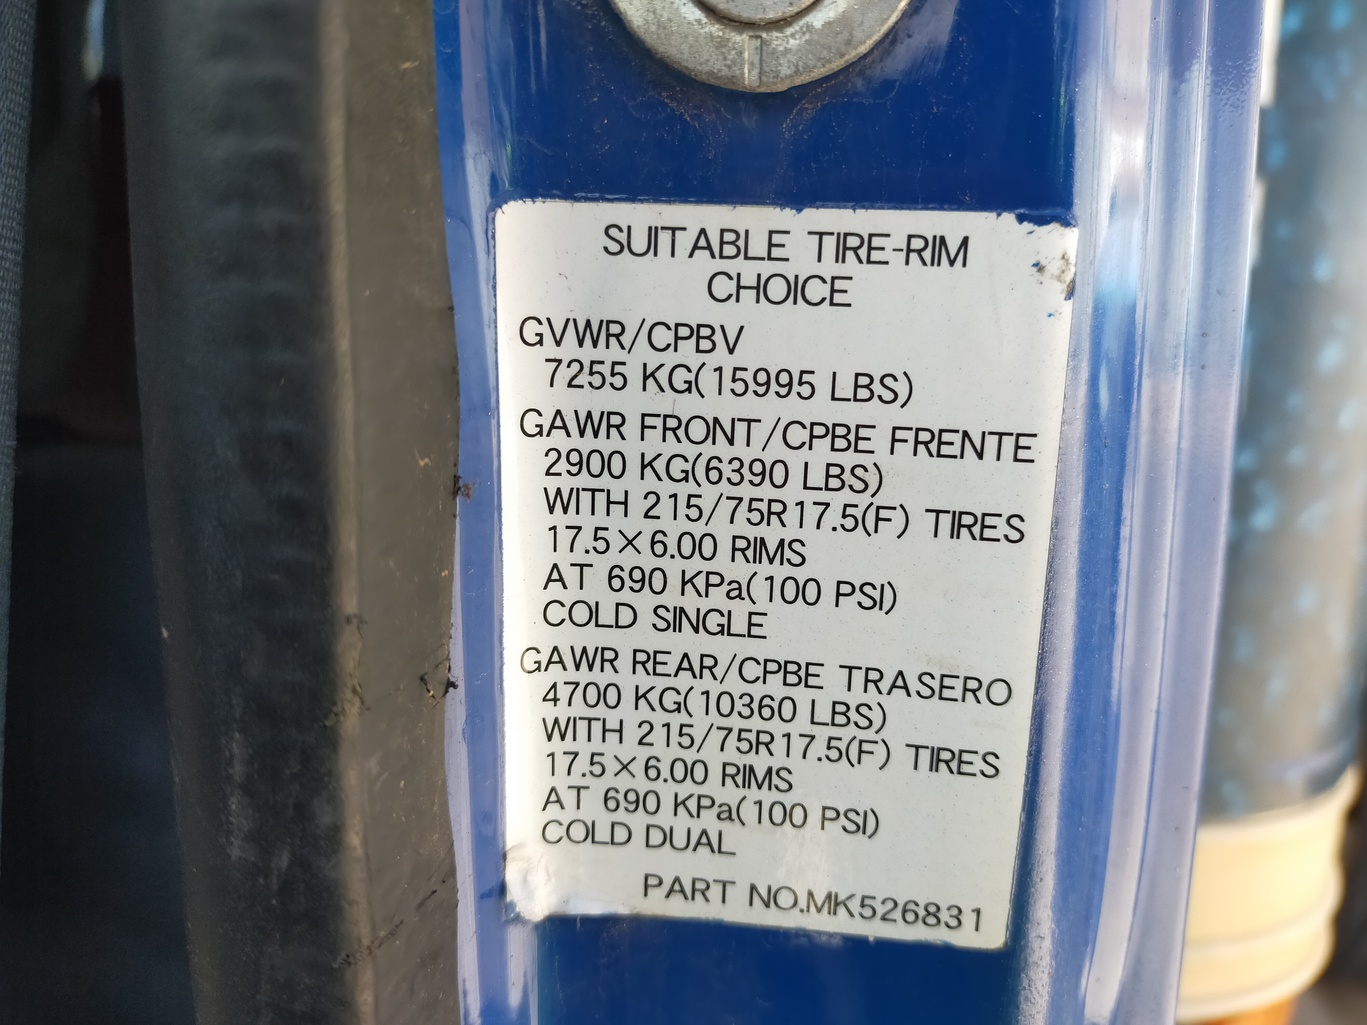 SUITABLE TIRE-RIM
CHOICE
GVWR/CPBV
7255 KG(15995 LBS)
GAWR FRONT/CPBE FRENTE
2900 KG(6390 LBS)
WITH 215/75R17.5(F) TIRES
17.5×6.00 RIMS
AT 690 KPa(100 PSI)
COLD SINGLE
GAWR REAR/CPBE TRASERO
4700 KG(10360 LBS)
WITH 215/75R17.5(F) TIRES
17.5×6.00 RIMS
AT 690 KPa(100 PSI)
COLD DUAL
PART NO.MK526831